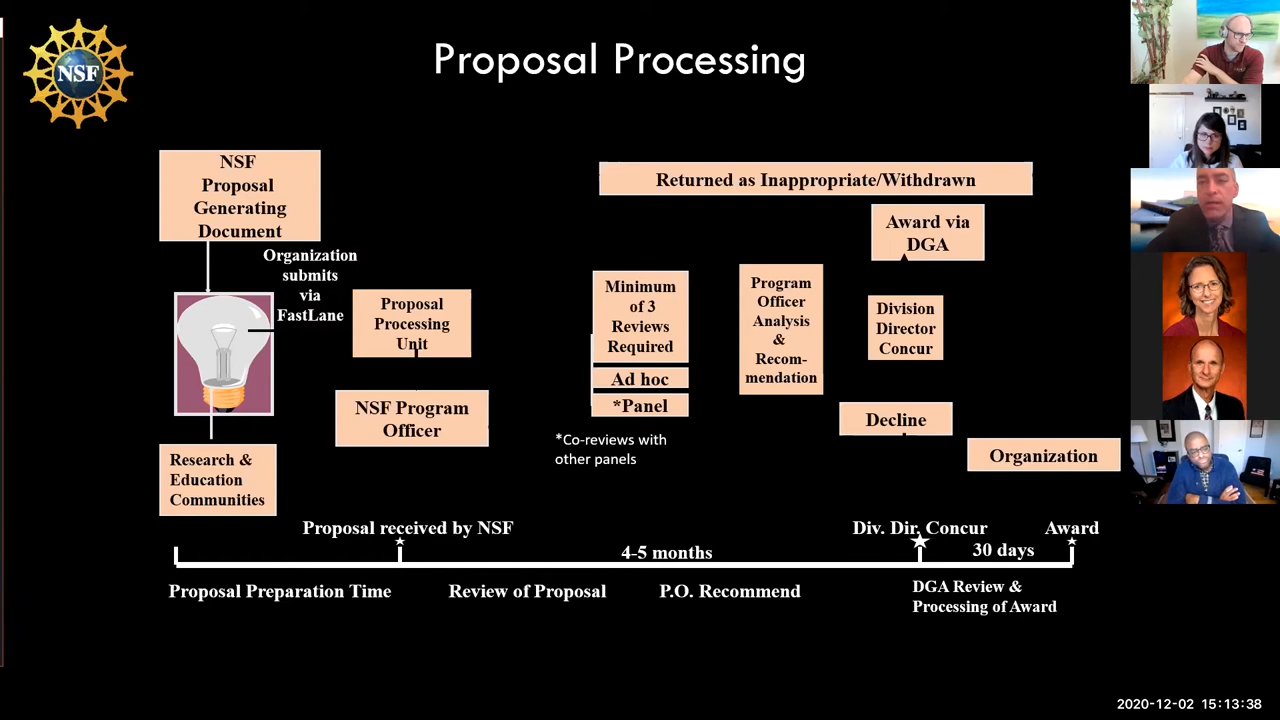 Proposal Processing
NSF
NSF
Proposal
Generating
Document
Organization
submits
via
FastLane
Research &
Education
Communities
Proposal
Processing
Unit
NSF Program
Officer
Returned as Inappropriate/Withdrawn
Minimum
of 3
Reviews
Required
Ad hoc
*Panel
*Co-reviews with
other panels
Program
Officer
Analysis
&
Recom-
mendation
Award via
DGA
Division
Director
Concur
Decline
Organization
Proposal received by NSF
4-5 months
Div. Dir. Concur
30 days
Award
Proposal Preparation Time
Review of Proposal
P.O. Recommend
DGA Review &
Processing of Award
2020-12-02 15:13:38